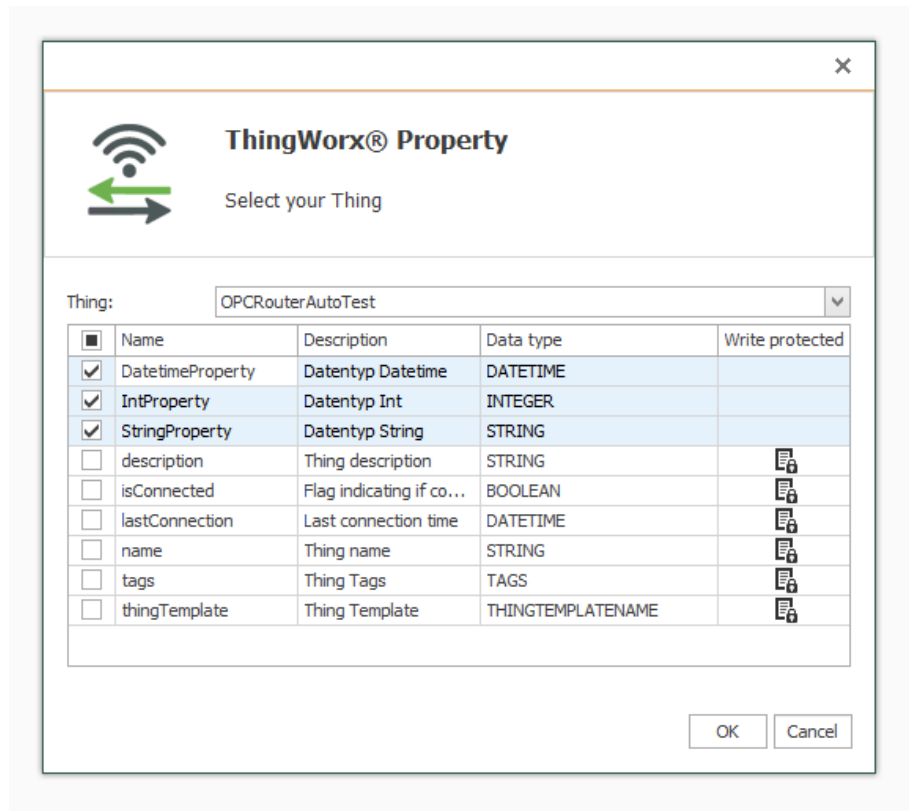 ThingWorx® Property
Select your Thing
Thing: OPCRouterAutoTest
Name Description Data type Write protected
DatetimeProperty Datentyp Datetime DATETIME
IntProperty Datentyp Int INTEGER
StringProperty Datentyp String STRING
description Thing description STRING
isConnected Flag indicating if co... BOOLEAN
lastConnection Last connection time DATETIME
name Thing name STRING
tags Thing Tags TAGS
thingTemplate Thing Template THINGTEMPLATENAME
OK Cancel